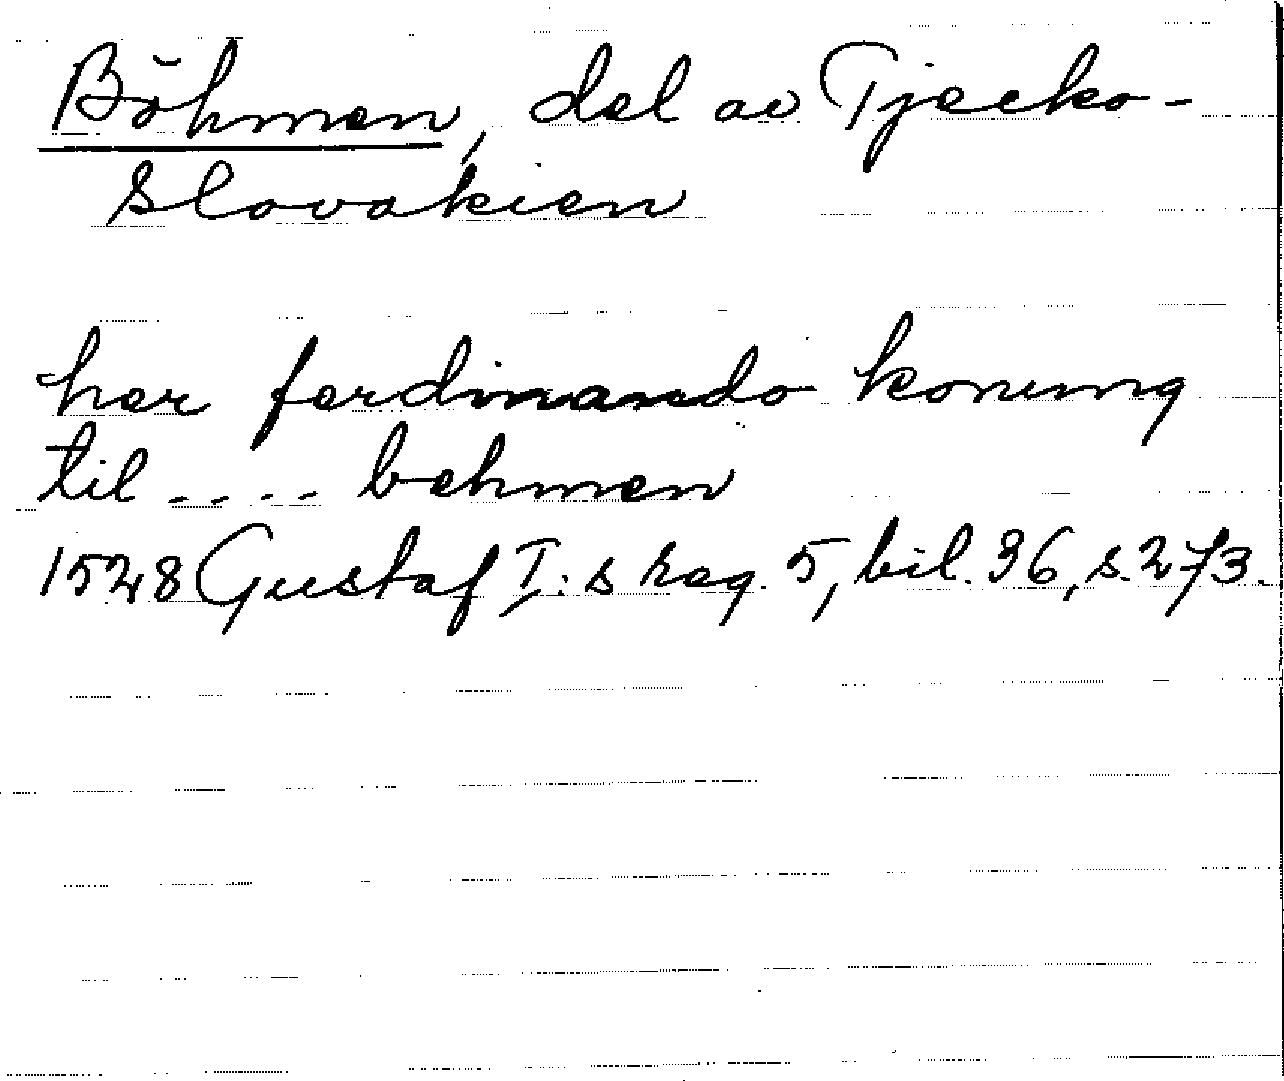 Böhmen, del av Tjecko-
slovakien
her ferdinando konung
til .... behmen
1528 Gustaf I:s reg. 5, bil. 36, s. 273.